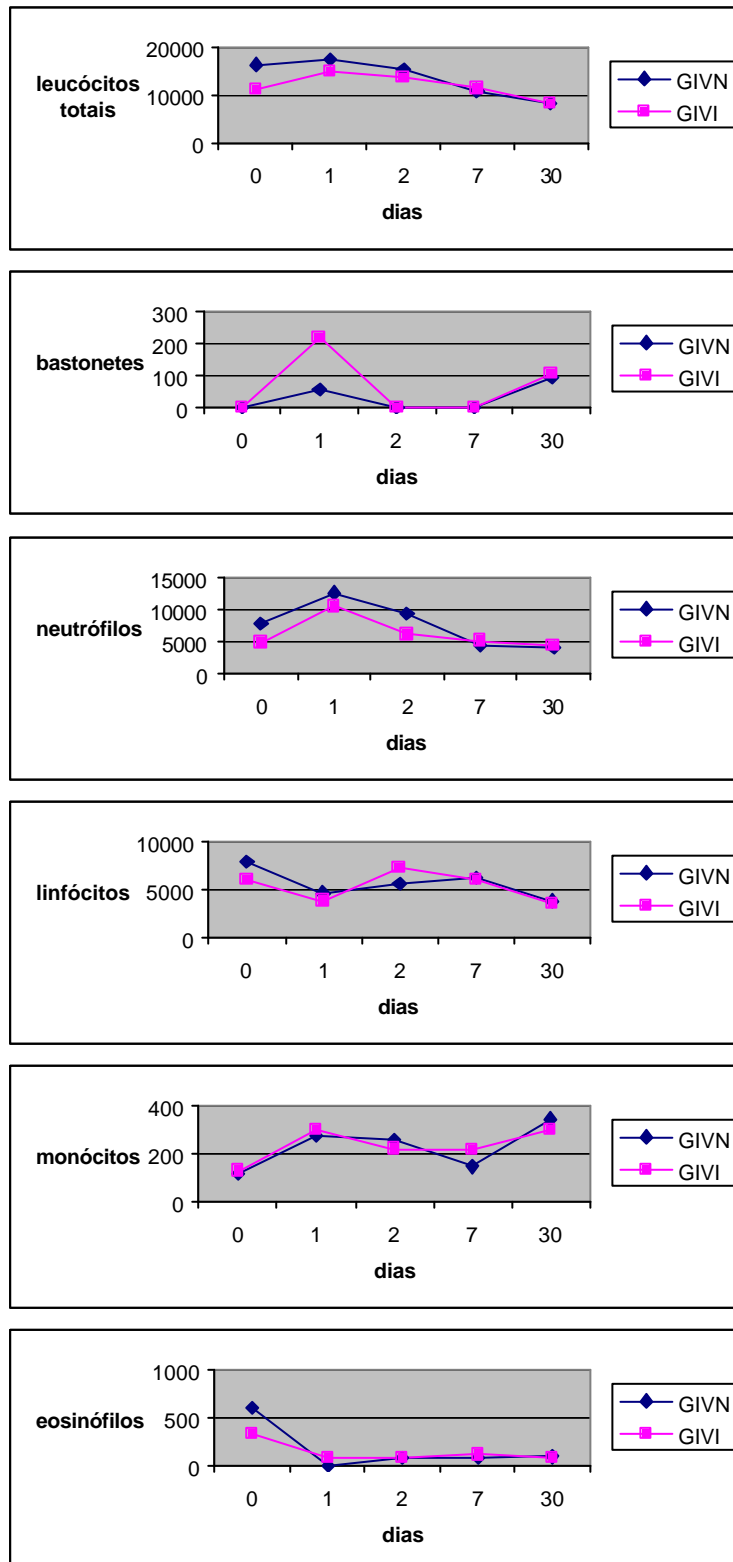 20000
leucócitos
totais
10000
0
0 1 2 7 30
dias
GIVN
GIVI
300
200
bastonetes
100
0
0 1 2 7 30
dias
GIVN
GIVI
15000
10000
neutrófilos
5000
0
0 1 2 7 30
dias
GIVN
GIVI
10000
linfócitos
5000
0
0 1 2 7 30
dias
GIVN
GIVI
400
monócitos
200
0
0 1 2 7 30
dias
GIVN
GIVI
1000
eosinófilos
500
0
0 1 2 7 30
dias
GIVN
GIVI